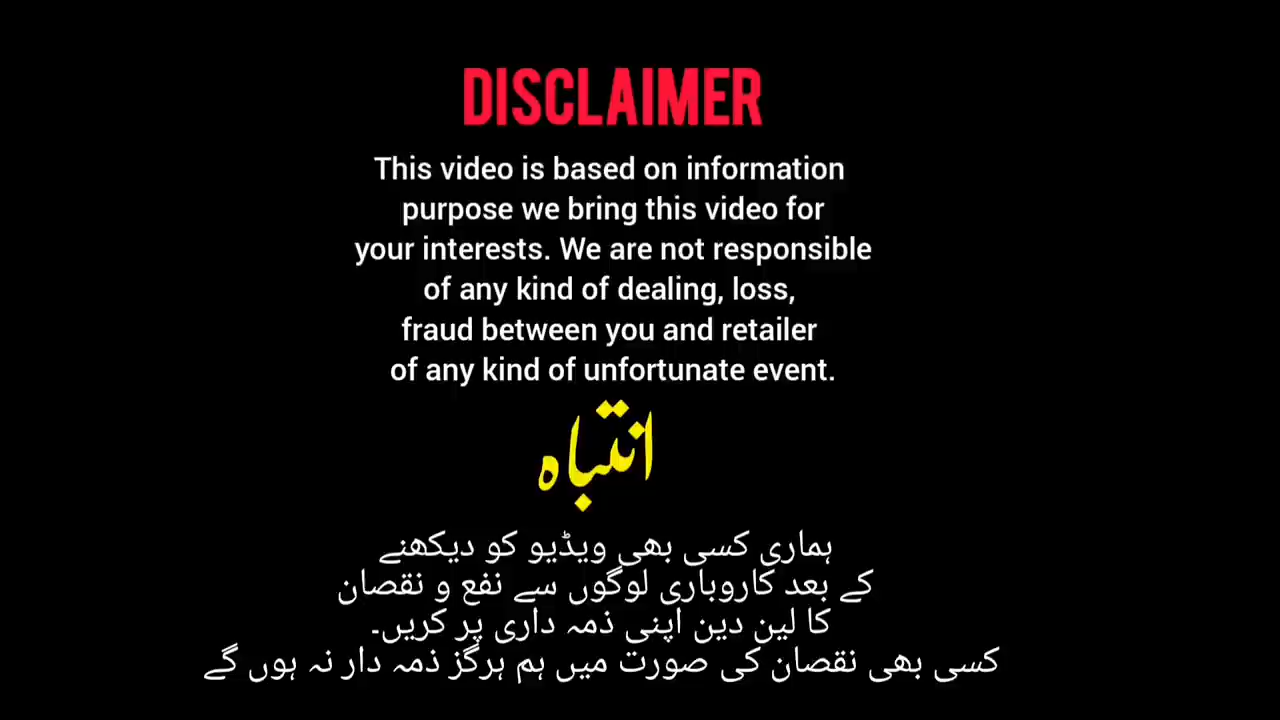 DISCLAIMER
This video is based on information
purpose we bring this video for
your interests. We are not responsible
of any kind of dealing, loss,
fraud between you and retailer
of any kind of unfortunate event.
انتباہ
ہماری کسی بھی ویڈیو کو دیکھنے
کے بعد کاروباری لوگوں سے نفع و نقصان
کا لین دین اپنی ذمہ داری پر کریں۔
کسی بھی نقصان کی صورت میں ہم ہرگز ذمہ دار نہ ہوں گے